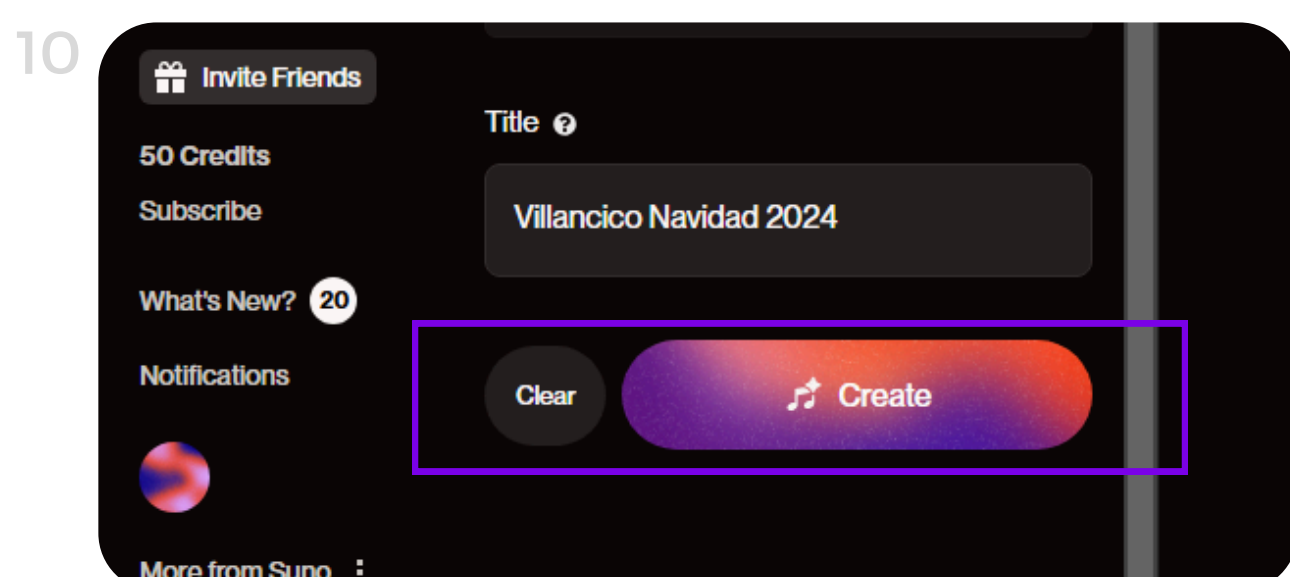 10
Invite Friends
50 Credits
Subscribe
What's New? 20
Notifications
More from Suno
Title ?
Villancico Navidad 2024
Clear
Create